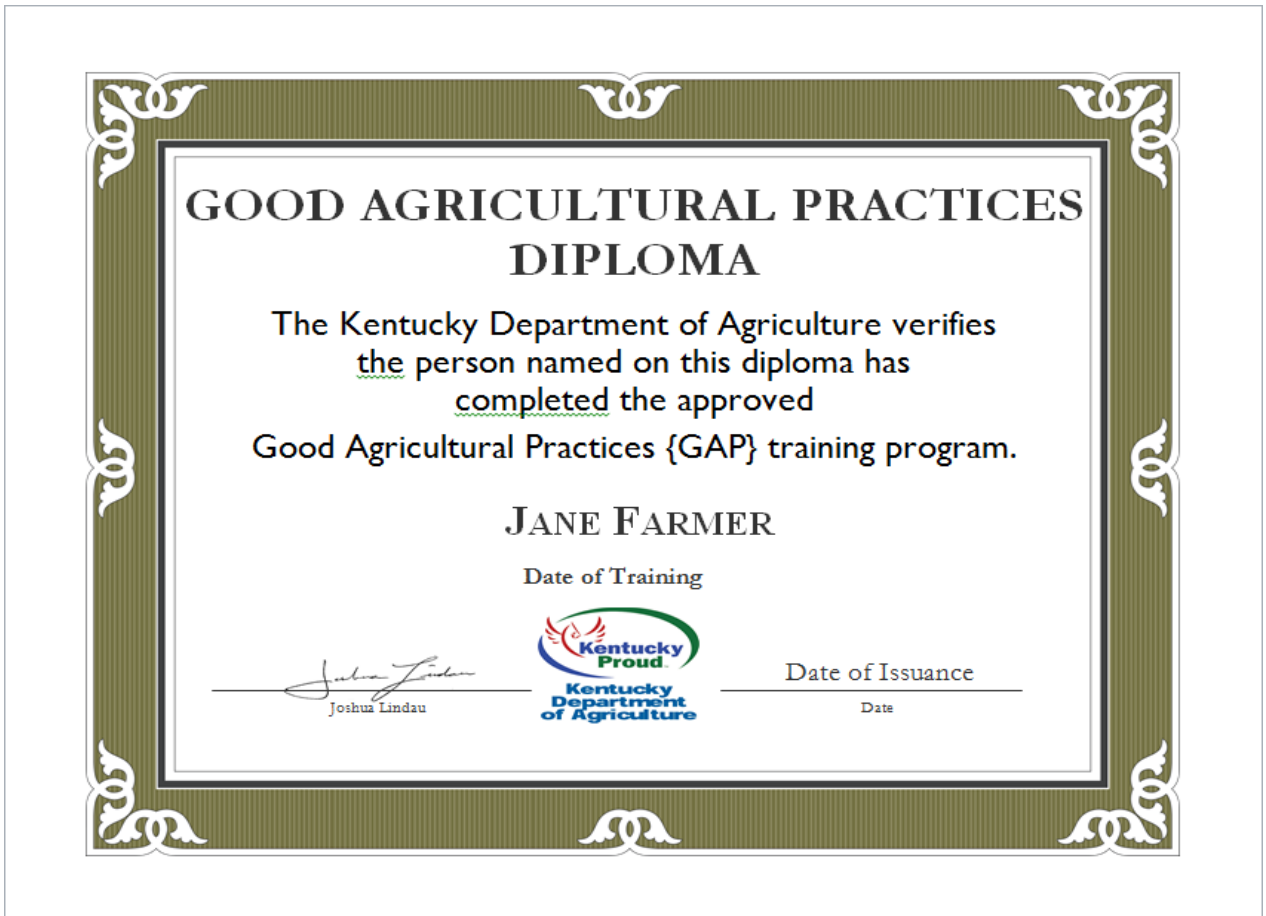 GOOD AGRICULTURAL PRACTICES
DIPLOMA
The Kentucky Department of Agriculture verifies
the person named on this diploma has
completed the approved
Good Agricultural Practices {GAP} training program.
JANE FARMER
Date of Training
Kentucky
Proud
Kentucky
Department
of Agriculture
Joshua Lindau
Joshua Lindau
Date of Issuance
Date